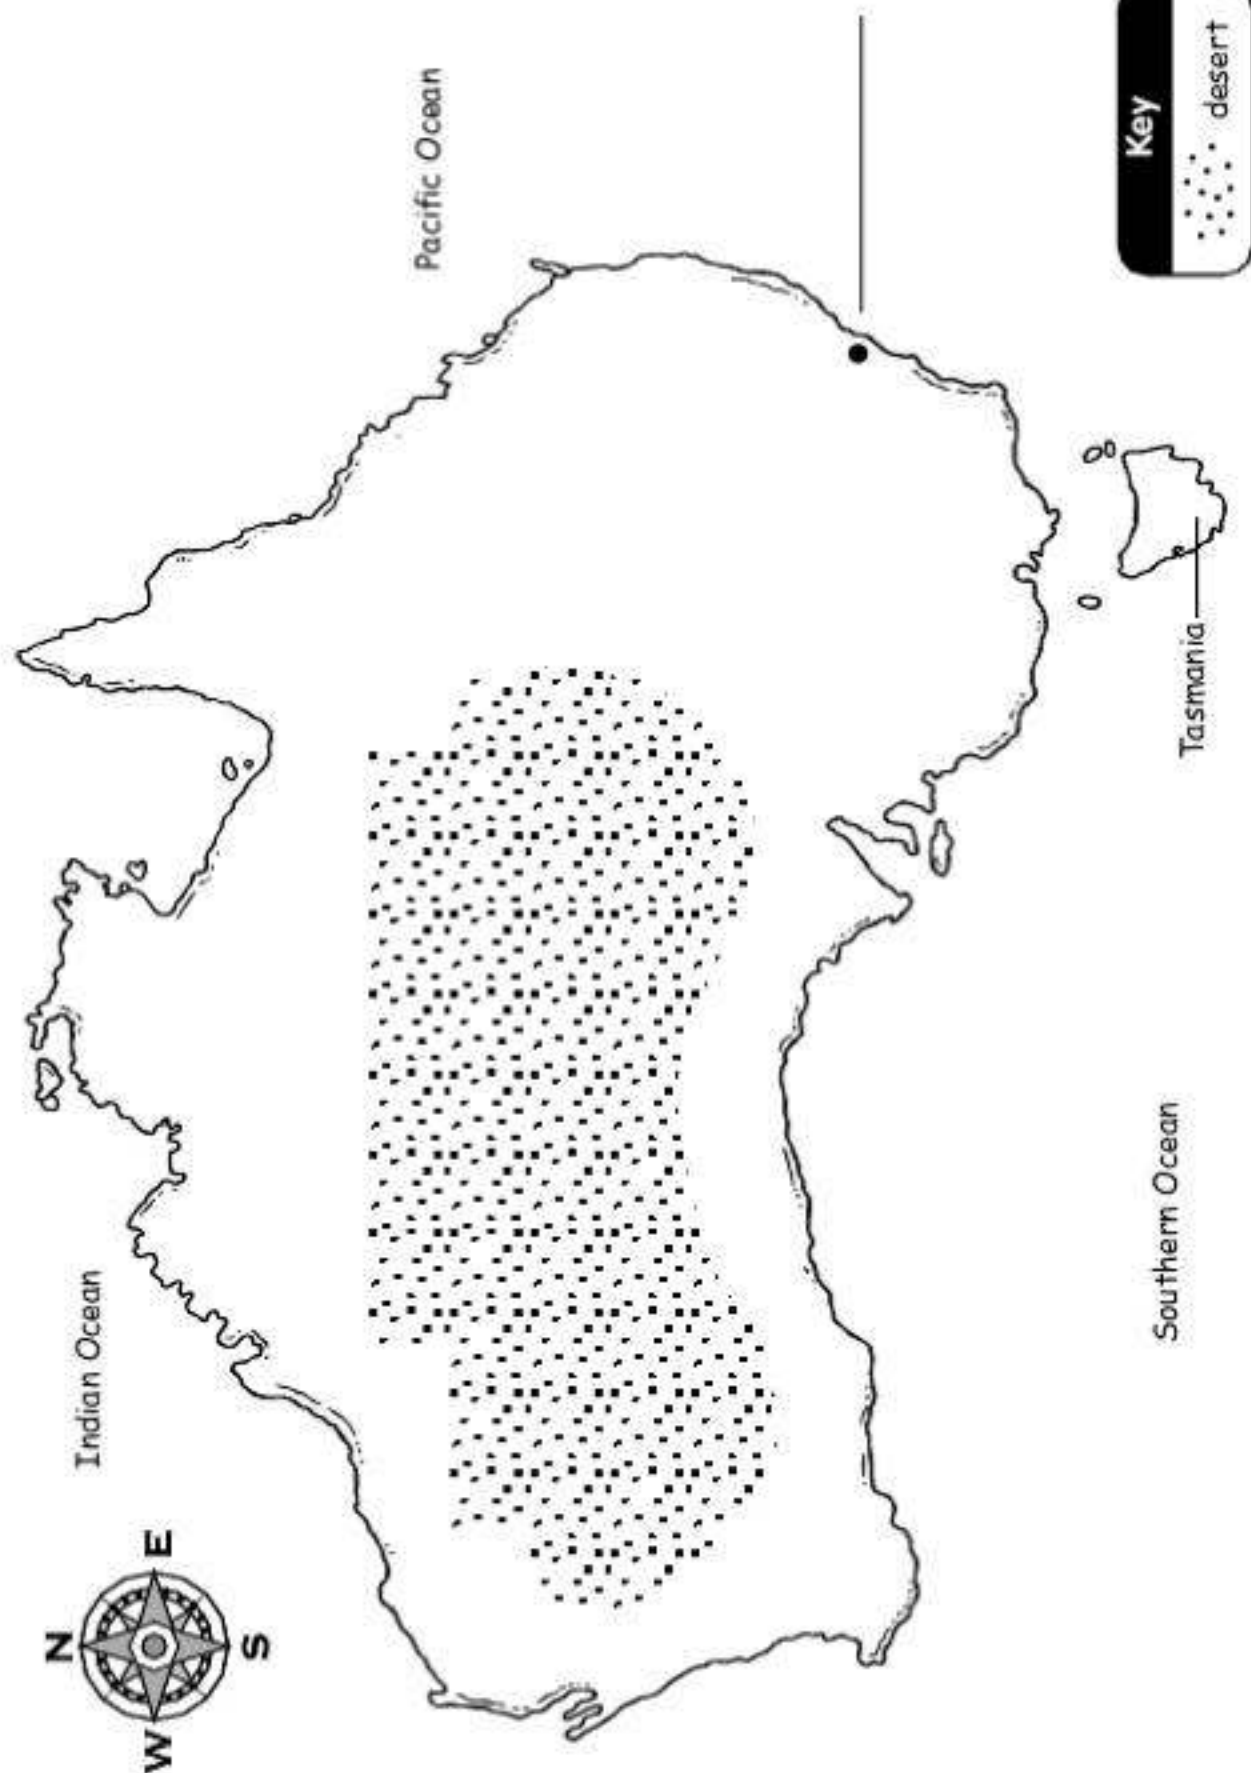 N
W
E
S
Indian Ocean
Pacific Ocean
Southern Ocean
Tasmania
Key
desert